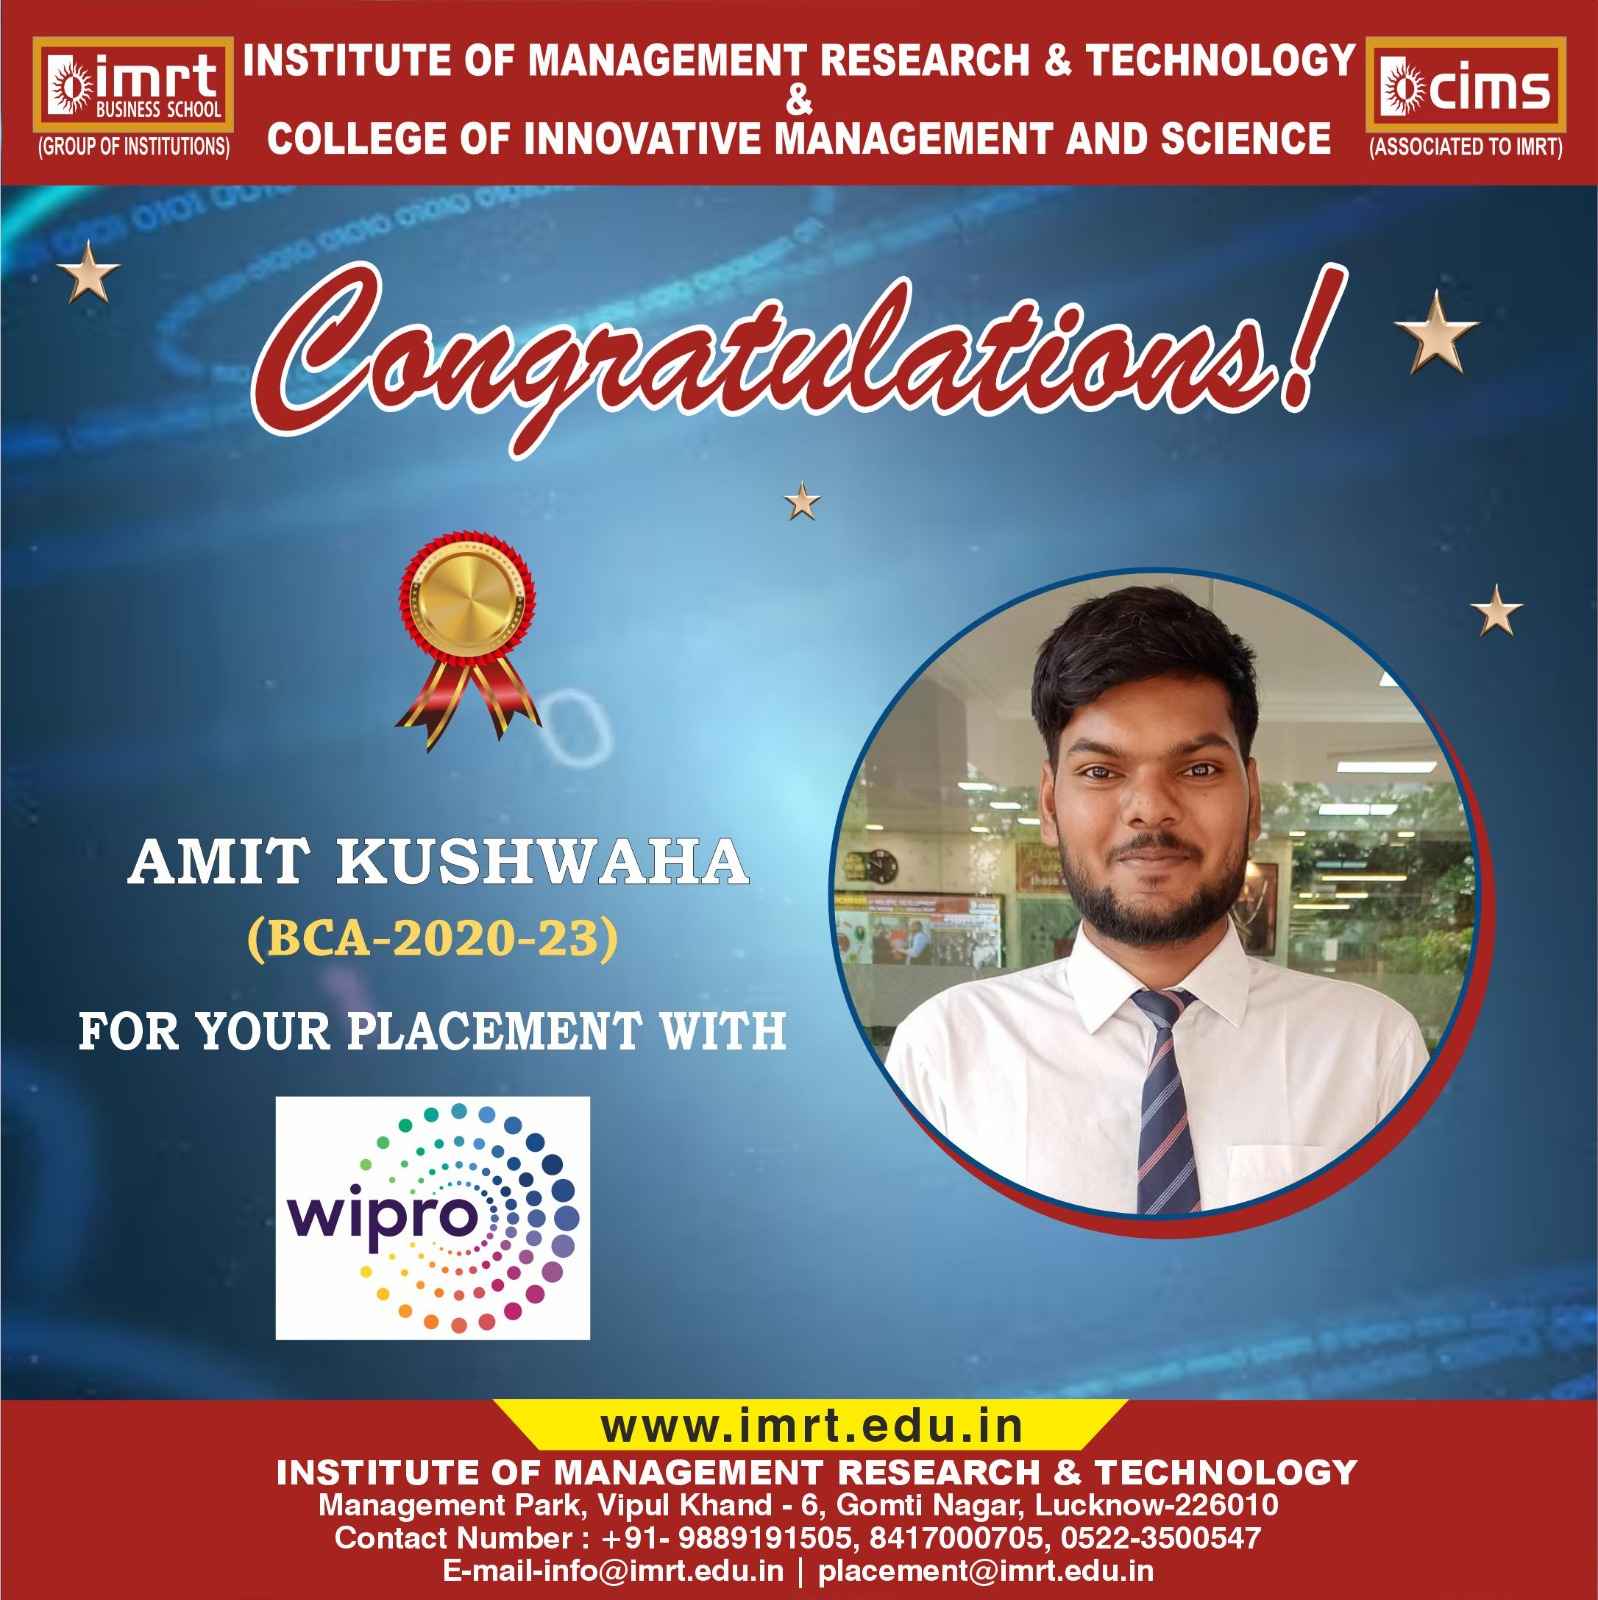 imrt
BUSINESS SCHOOL
(GROUP OF INSTITUTIONS)
INSTITUTE OF MANAGEMENT RESEARCH & TECHNOLOGY
&
COLLEGE OF INNOVATIVE MANAGEMENT AND SCIENCE
cims
(ASSOCIATED TO IMRT)
Congratulations!
AMIT KUSHWAHA
(BCA-2020-23)
FOR YOUR PLACEMENT WITH
wipro
www.imrt.edu.in
INSTITUTE OF MANAGEMENT RESEARCH & TECHNOLOGY
Management Park, Vipul Khand - 6, Gomti Nagar, Lucknow-226010
Contact Number : +91- 9889191505, 8417000705, 0522-3500547
E-mail-info@imrt.edu.in | placement@imrt.edu.in